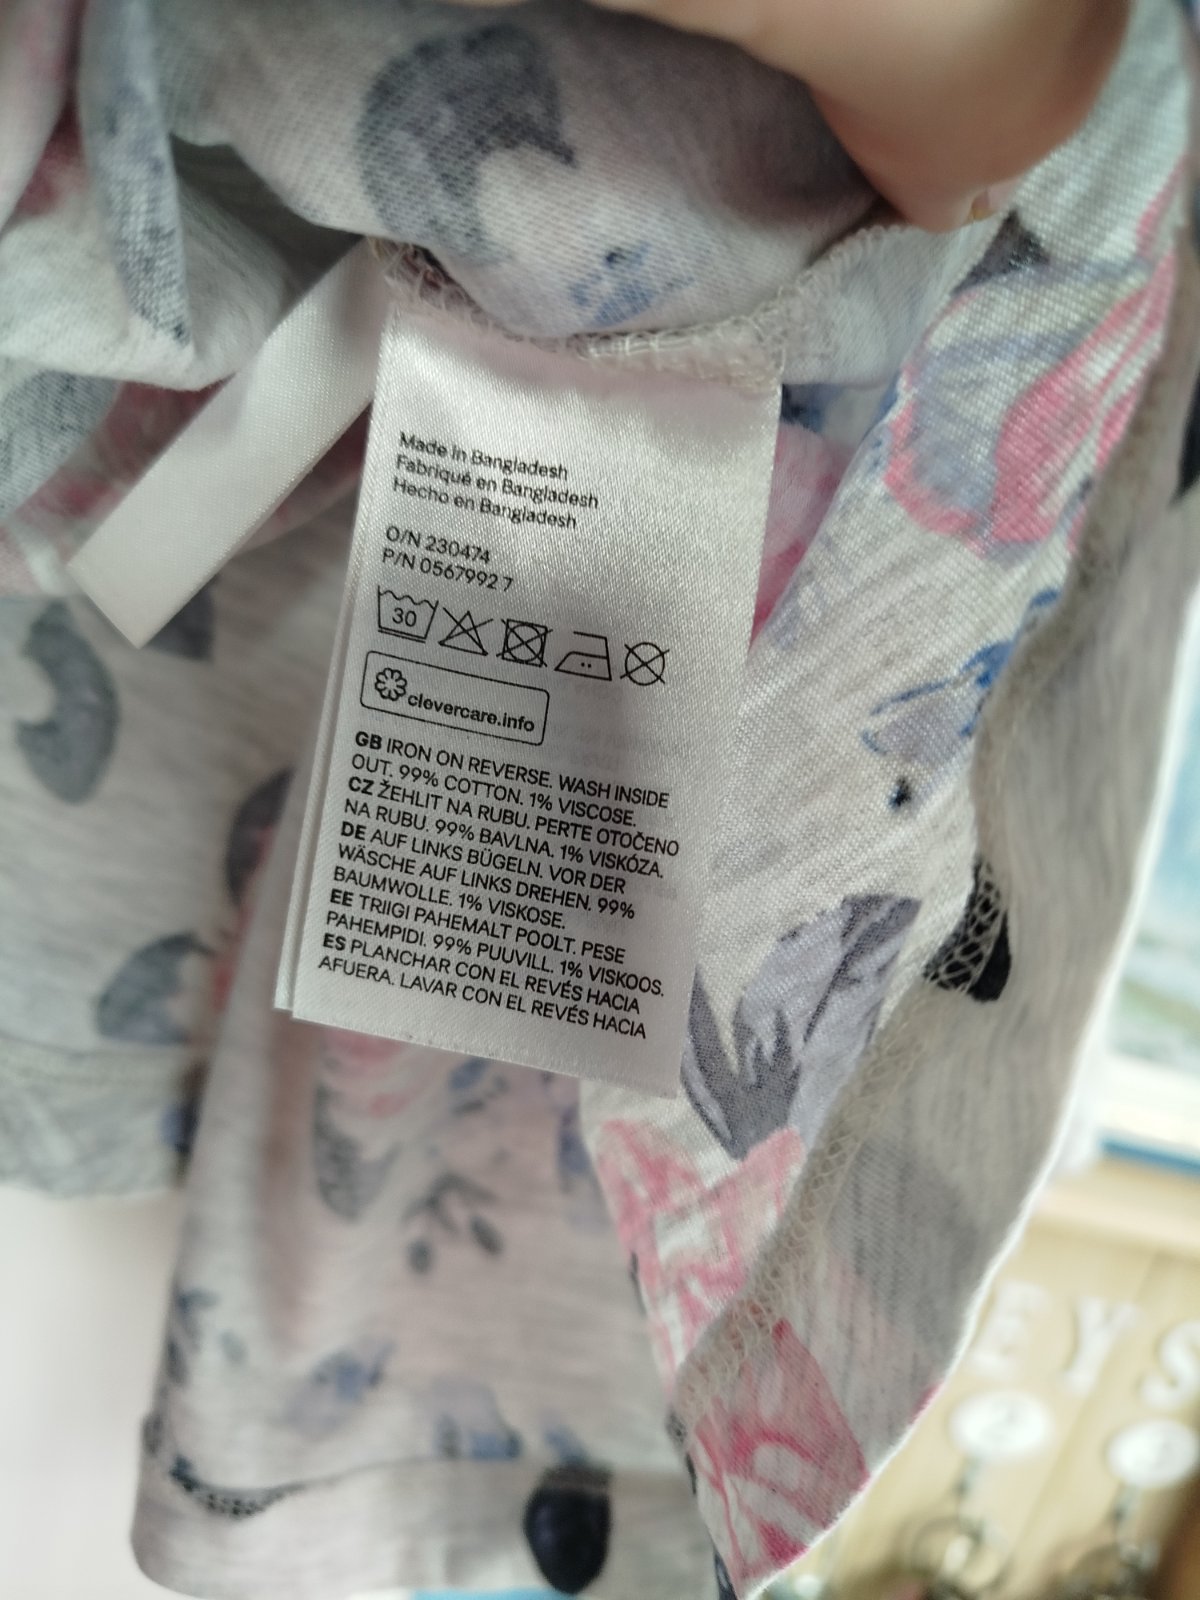 Made in Bangladesh
Fabriqué en Bangladesh
Hecho en Bangladesh
O/N 230474
P/N 0567992 7
30
clevercare.info
GB IRON ON REVERSE. WASH INSIDE
OUT. 99% COTTON. 1% VISCOSE.
CZ ŽEHLIT NA RUBU. PERTE OTOČENO
NA RUBU. 99% BAVLNA. 1% VISKÓZA.
DE AUF LINKS BÜGELN. VOR DER
WÄSCHE AUF LINKS DREHEN. 99%
BAUMWOLLE. 1% VISKOSE.
EE TRIIGI PAHEMALT POOLT. PESE
PAHEMPIDI. 99% PUUVILL. 1% VISKOOS.
ES PLANCHAR CON EL REVÉS HACIA
AFUERA. LAVAR CON EL REVÉS HACIA
EYS